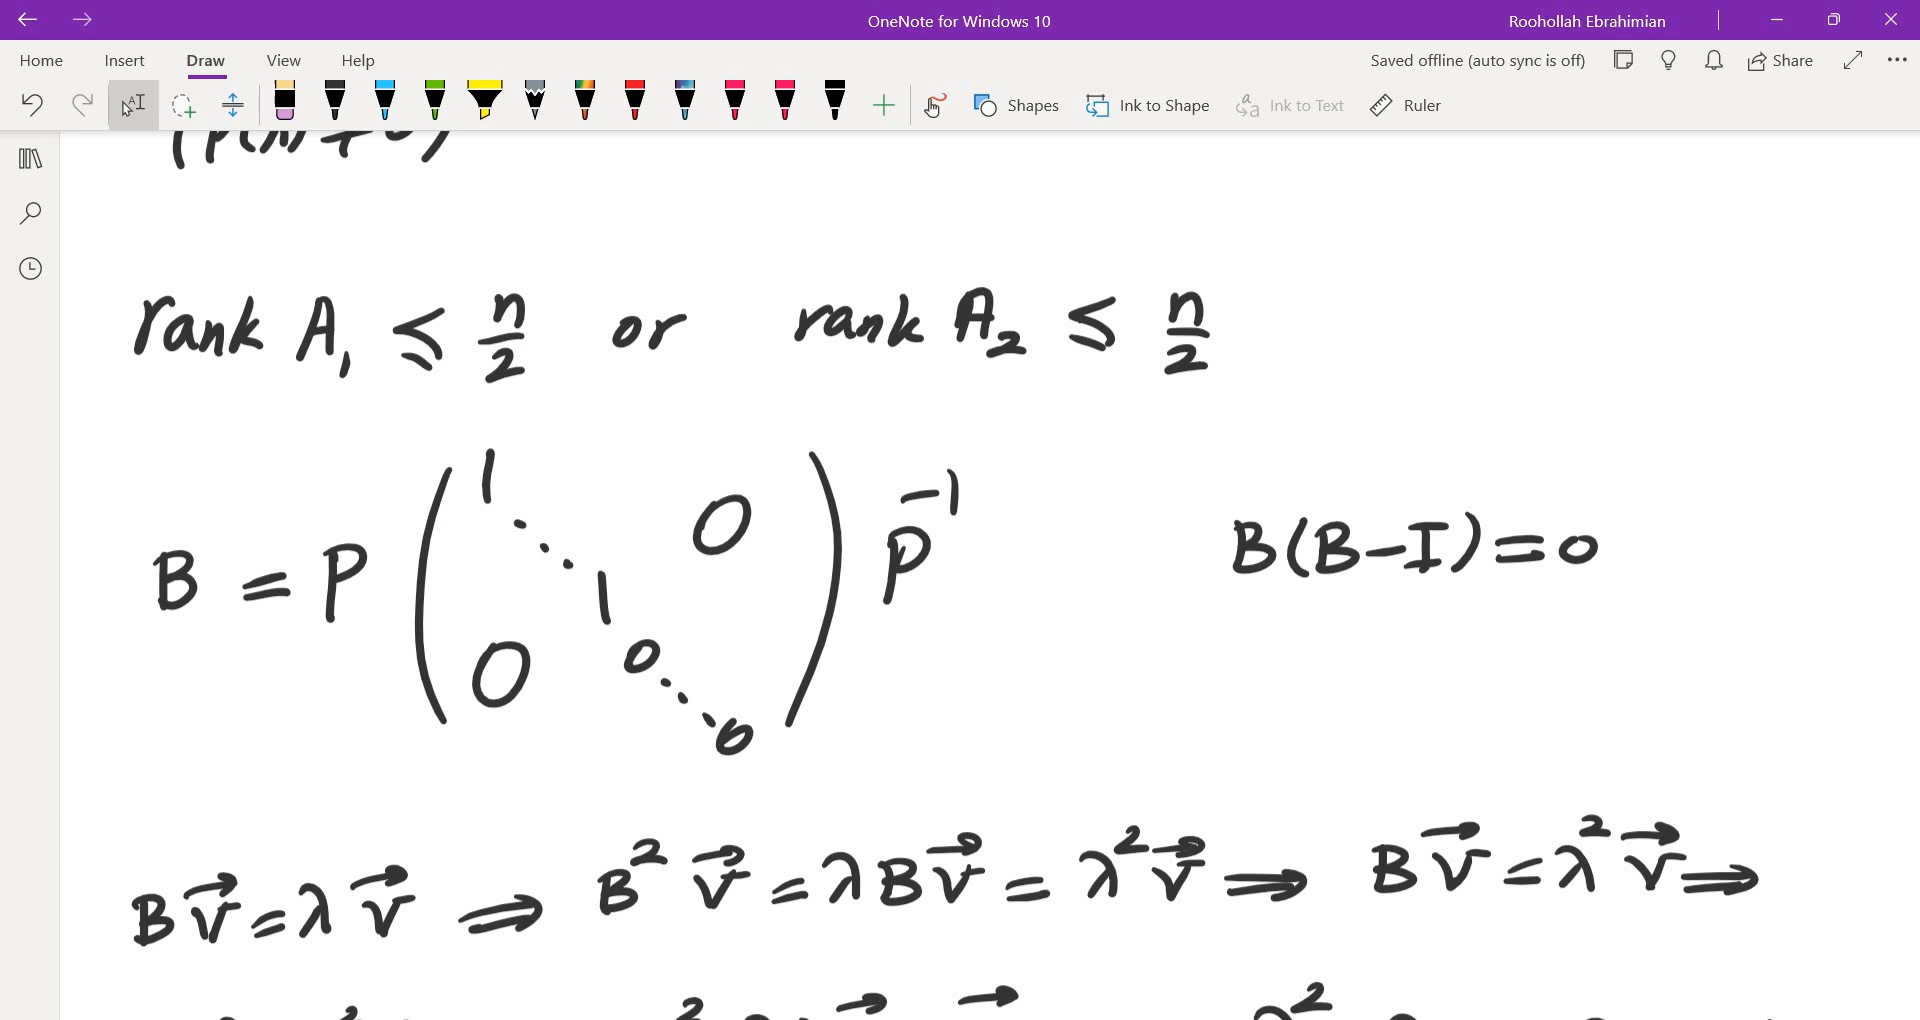 OneNote for Windows 10
Roohollah Ebrahimian
Home Insert Draw View Help
Saved offline (auto sync is off) Share
Shapes Ink to Shape Ink to Text Ruler
rank A₁ ≤ n/2 or rank A₂ ≤ n/2
B = P ( 1 ⋱ 1 0 ⋱ 0 0 0 ) P⁻¹ B(B-I)=0
Bv⃗=λv⃗ ⟹ B²v⃗=λBv⃗=λ²v⃗ ⟹ Bv⃗=λ²v⃗ ⟹